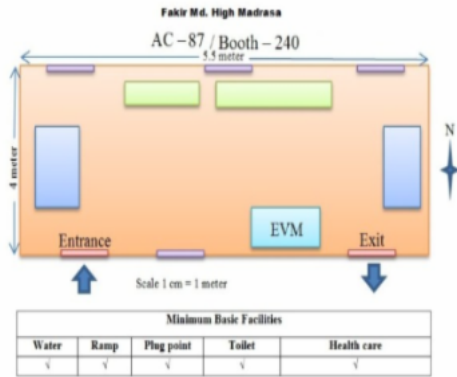 Fakir Md. High Madrasa
AC – 87 / Booth – 240
5.5 meter
4 meter
N
EVM
Entrance
Exit
Scale 1 cm = 1 meter
Minimum Basic Facilities
Water Ramp Plug point Toilet Health care
√ √ √ √ √